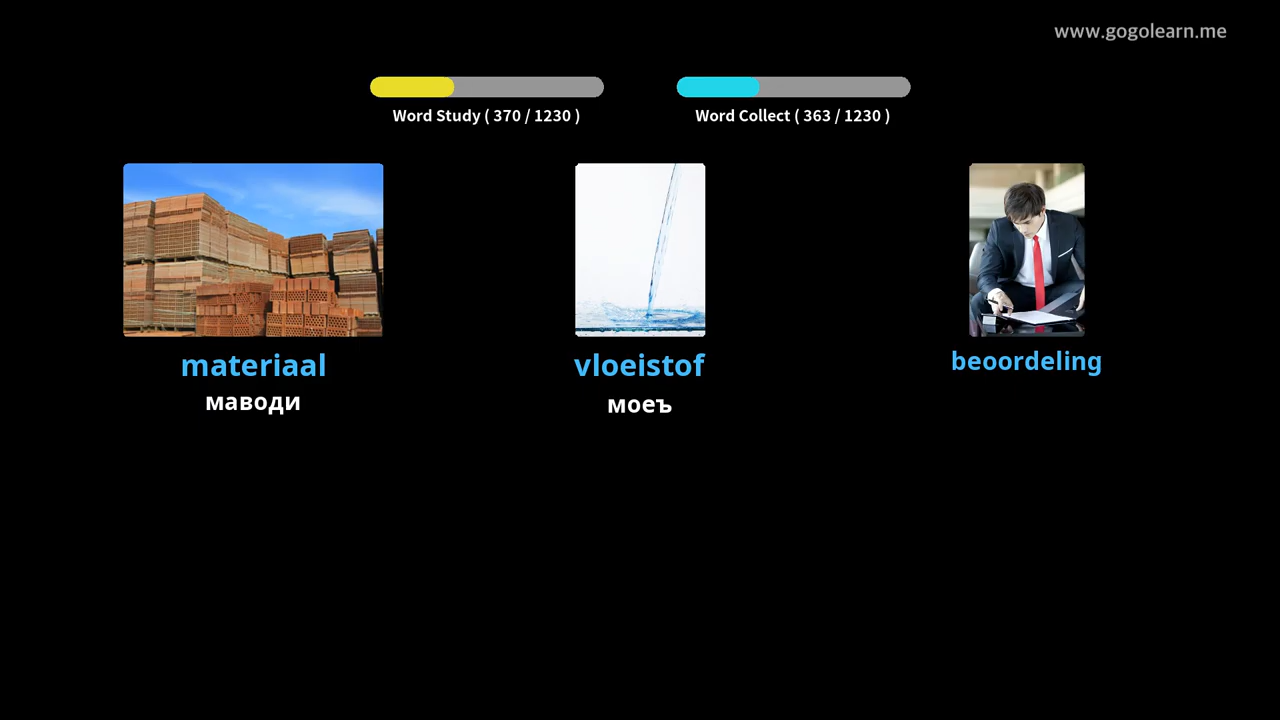 www.gogolearn.me
Word Study ( 370 / 1230 )
Word Collect ( 363 / 1230 )
materiaal
vloeistof
beoordeling
маводи
моеъ